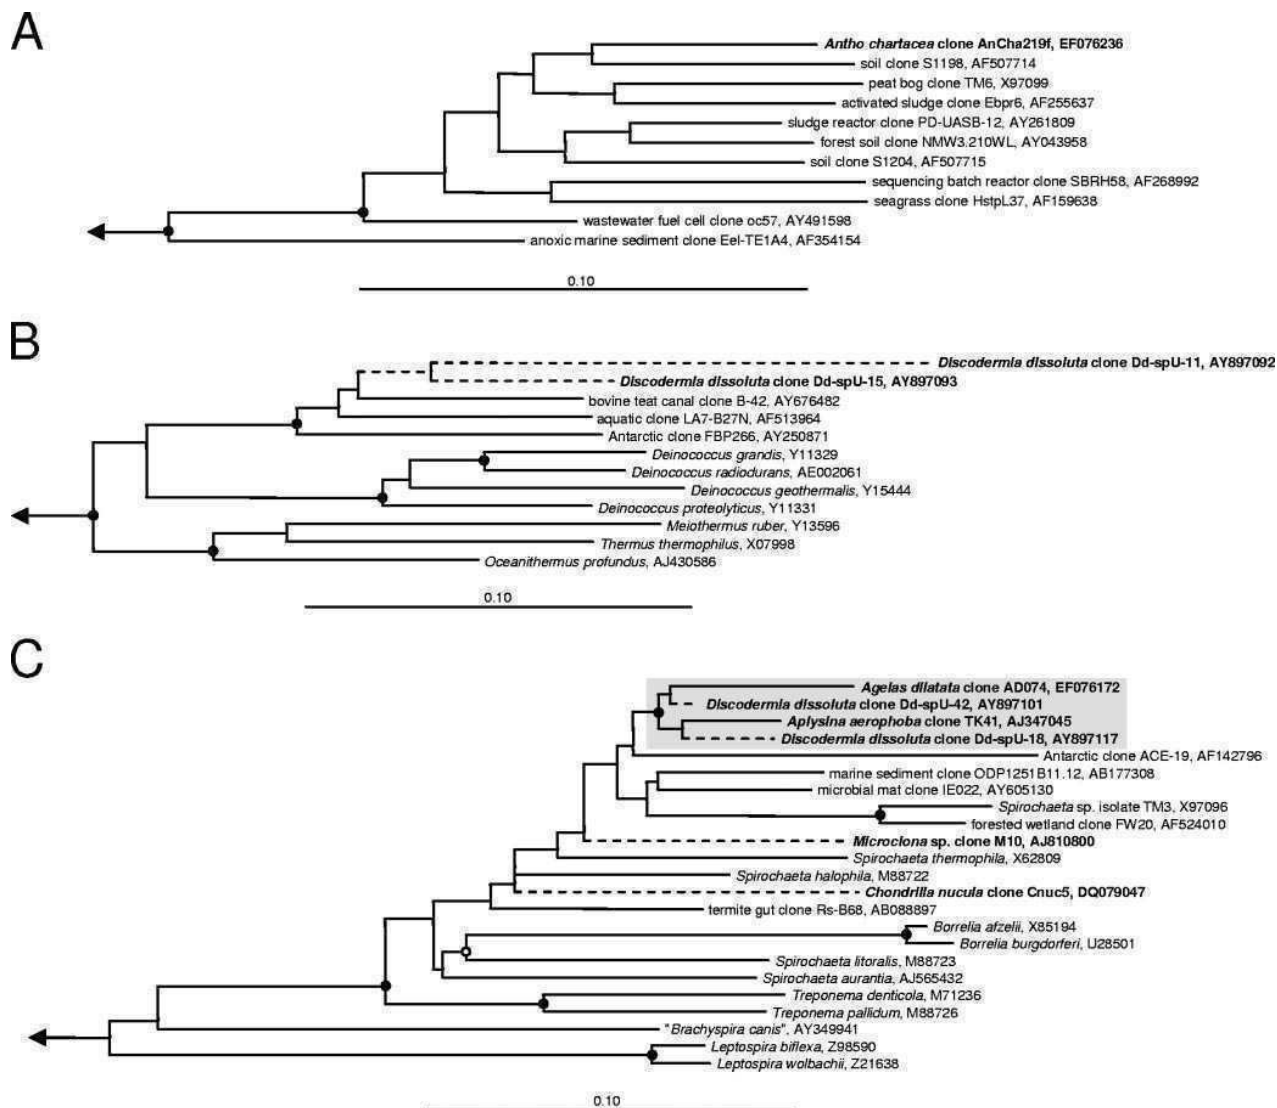 A
Antho chartacea clone AnCha219f, EF076236
soil clone S1198, AF507714
peat bog clone TM6, X97099
activated sludge clone Ebpr6, AF255637
sludge reactor clone PD-UASB-12, AY261809
forest soil clone NMW3.210WL, AY043958
soil clone S1204, AF507715
sequencing batch reactor clone SBRH58, AF268992
seagrass clone HstpL37, AF159638
wastewater fuel cell clone oc57, AY491598
anoxic marine sediment clone Eel-TE1A4, AF354154
0.10
B
Discodermia dissoluta clone Dd-spU-11, AY897092
Discodermia dissoluta clone Dd-spU-15, AY897093
bovine teat canal clone B-42, AY676482
aquatic clone LA7-B27N, AF513964
Antarctic clone FBP266, AY250871
Deinococcus grandis, Y11329
Deinococcus radiodurans, AE002061
Deinococcus geothermalis, Y15444
Deinococcus proteolyticus, Y11331
Meiothermus ruber, Y13596
Thermus thermophilus, X07998
Oceanithermus profundus, AJ430586
0.10
C
Agelas dilatata clone AD074, EF076172
Discodermia dissoluta clone Dd-spU-42, AY897101
Aplysina aerophoba clone TK41, AJ347045
Discodermia dissoluta clone Dd-spU-18, AY897117
Antarctic clone ACE-19, AF142796
marine sediment clone ODP1251B11.12, AB177308
microbial mat clone IE022, AY605130
Spirochaeta sp. isolate TM3, X97096
forested wetland clone FW20, AF524010
Microciona sp. clone M10, AJ810800
Spirochaeta thermophila, X62809
Spirochaeta halophila, M88722
Chondrilla nucula clone Cnuc5, DQ079047
termite gut clone Rs-B68, AB088897
Borrelia afzelii, X85194
Borrelia burgdorferi, U28501
Spirochaeta litoralis, M88723
Spirochaeta aurantia, AJ565432
Treponema denticola, M71236
Treponema pallidum, M88726
"Brachyspira canis", AY349941
Leptospira biflexa, Z98590
Leptospira wolbachii, Z21638
0.10